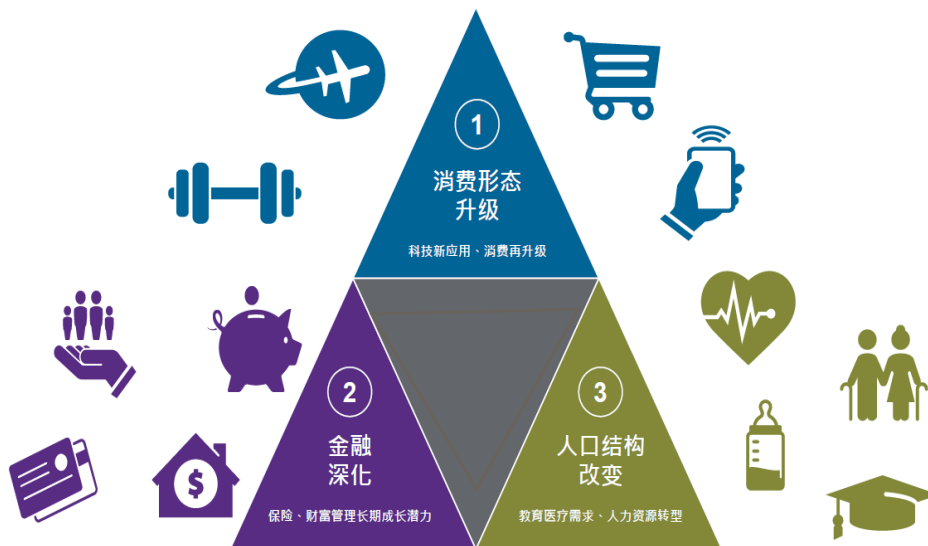 1
消费形态
升级
科技新应用、消费再升级
2
金融
深化
保险、财富管理长期成长潜力
3
人口结构
改变
教育医疗需求、人力资源转型
$